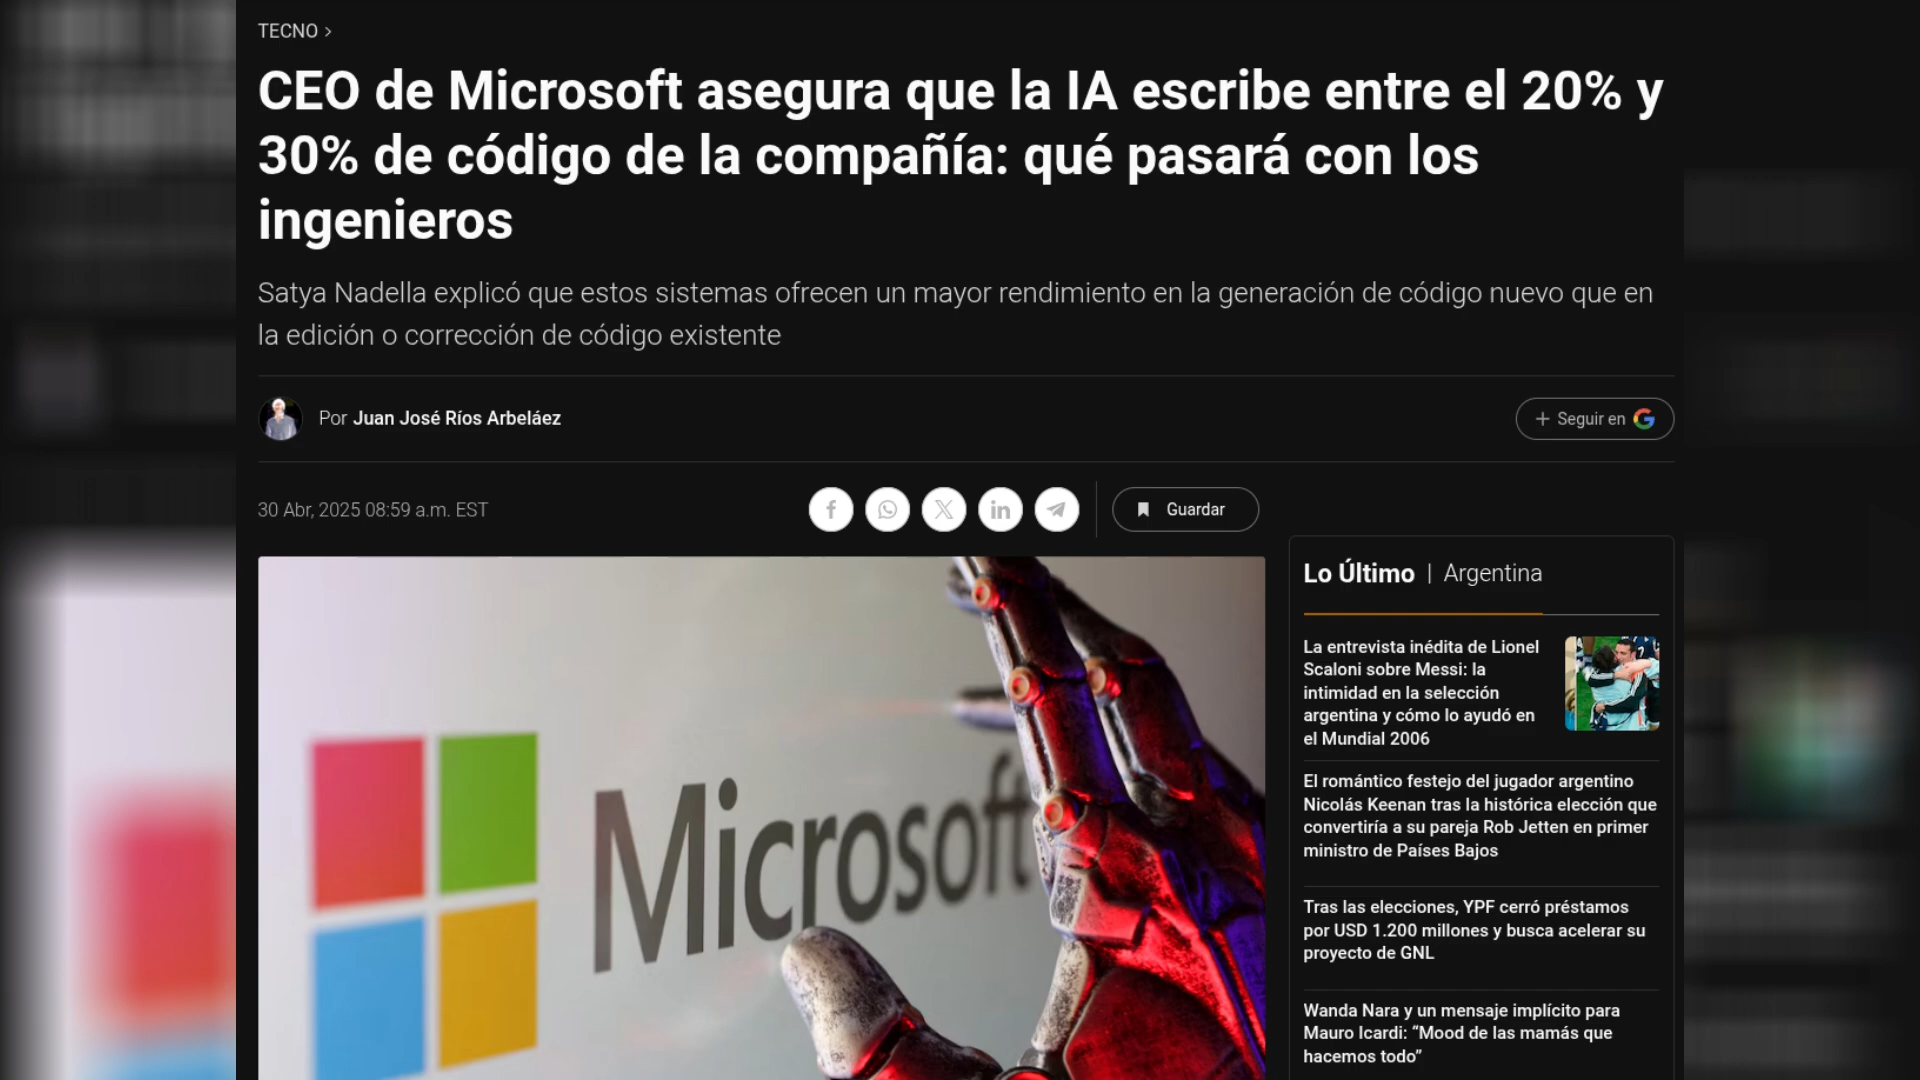 TECNO >
CEO de Microsoft asegura que la IA escribe entre el 20% y
30% de código de la compañía: qué pasará con los
ingenieros
Satya Nadella explicó que estos sistemas ofrecen un mayor rendimiento en la generación de código nuevo que en
la edición o corrección de código existente
Por Juan José Ríos Arbeláez
+ Seguir en
30 Abr, 2025 08:59 a.m. EST
Guardar
Microsoft
Lo Último | Argentina
La entrevista inédita de Lionel
Scaloni sobre Messi: la
intimidad en la selección
argentina y cómo lo ayudó en
el Mundial 2006
El romántico festejo del jugador argentino
Nicolás Keenan tras la histórica elección que
convertiría a su pareja Rob Jetten en primer
ministro de Países Bajos
Tras las elecciones, YPF cerró préstamos
por USD 1.200 millones y busca acelerar su
proyecto de GNL
Wanda Nara y un mensaje implícito para
Mauro Icardi: “Mood de las mamás que
hacemos todo”